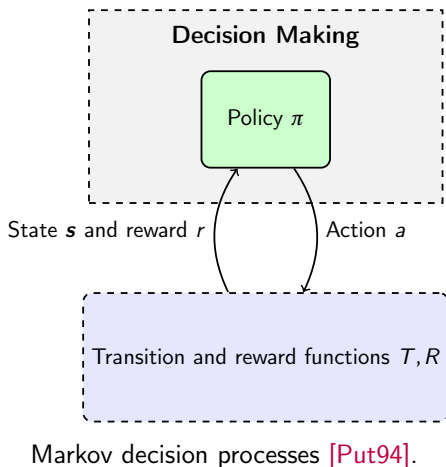 Decision Making
Policy π
State s and reward r
Action a
Transition and reward functions T, R
Markov decision processes [Put94].